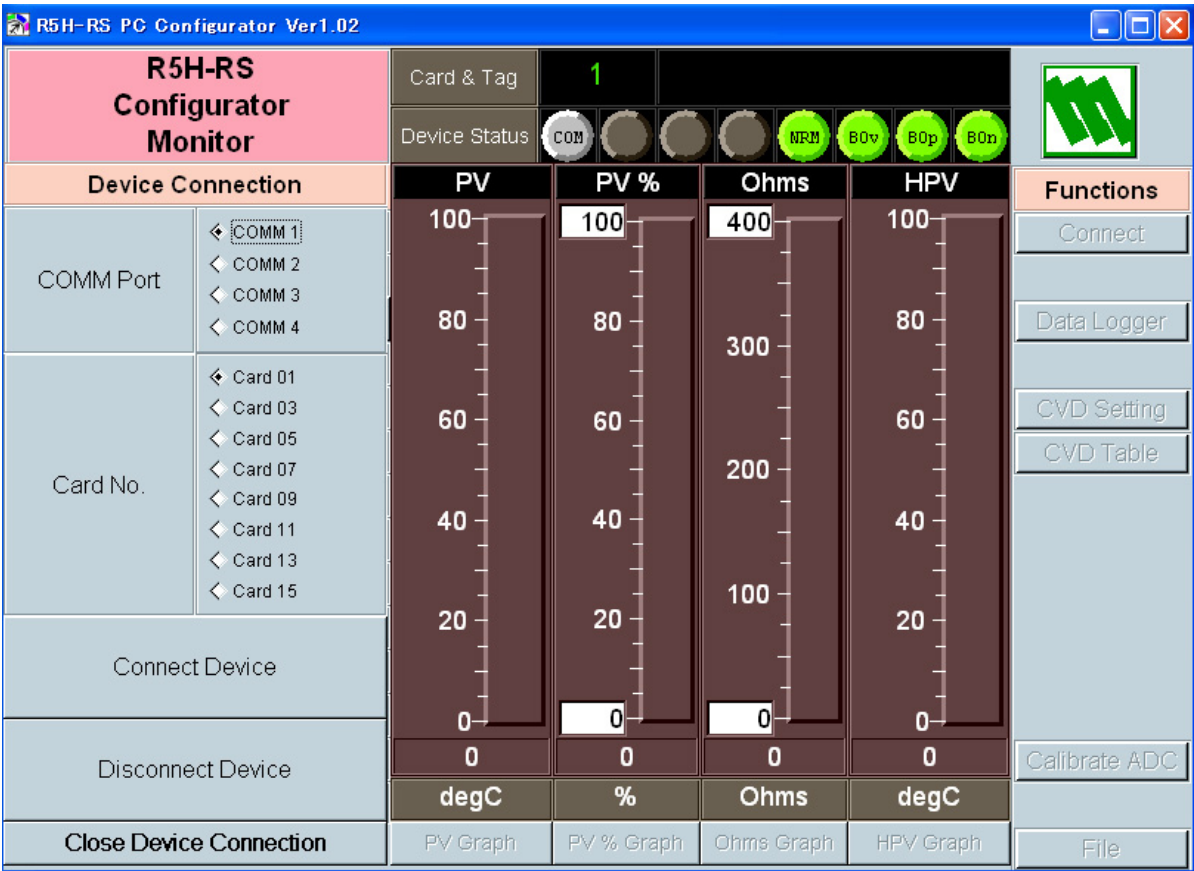 R5H-RS PC Configurator Ver1.02
R5H-RS
Configurator
Monitor
Card & Tag
1
Device Status
COM
NRM
BOv
BOp
BOn
Device Connection
COMM Port
COMM 1
COMM 2
COMM 3
COMM 4
Card No.
Card 01
Card 03
Card 05
Card 07
Card 09
Card 11
Card 13
Card 15
Connect Device
Disconnect Device
Close Device Connection
PV
100
80
60
40
20
0
0
degC
PV Graph
PV %
100
80
60
40
20
0
0
%
PV % Graph
Ohms
400
300
200
100
0
0
Ohms
Ohms Graph
HPV
100
80
60
40
20
0
0
degC
HPV Graph
Functions
Connect
Data Logger
CVD Setting
CVD Table
Calibrate ADC
File